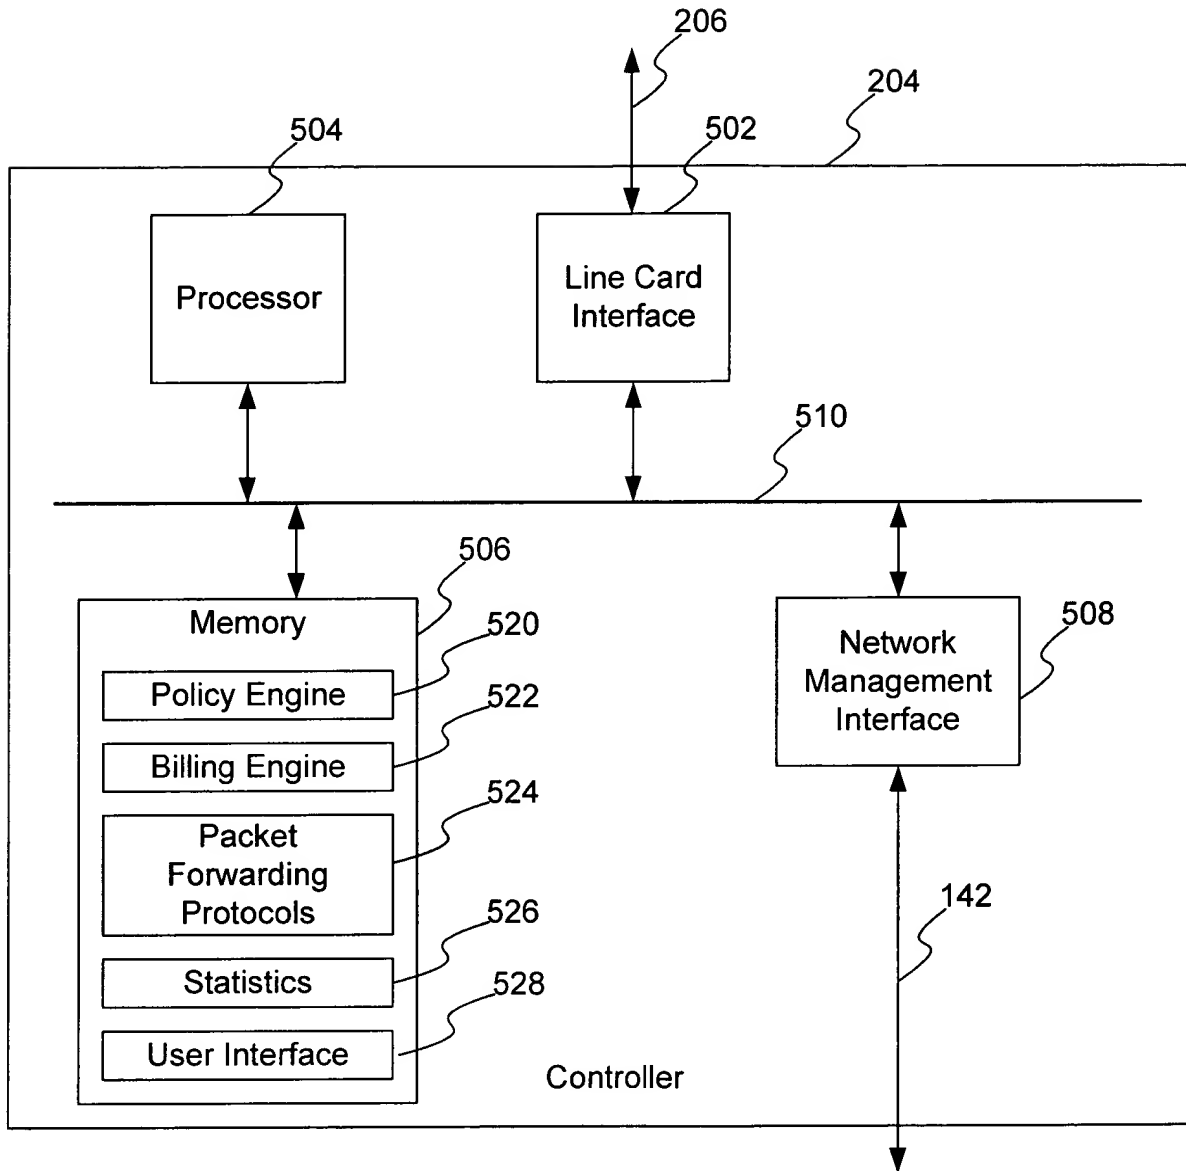 206
204
504
502
Processor
Line Card
Interface
510
506
Memory
520
Policy Engine
522
Billing Engine
524
Packet
Forwarding
Protocols
526
Statistics
528
User Interface
508
Network
Management
Interface
142
Controller